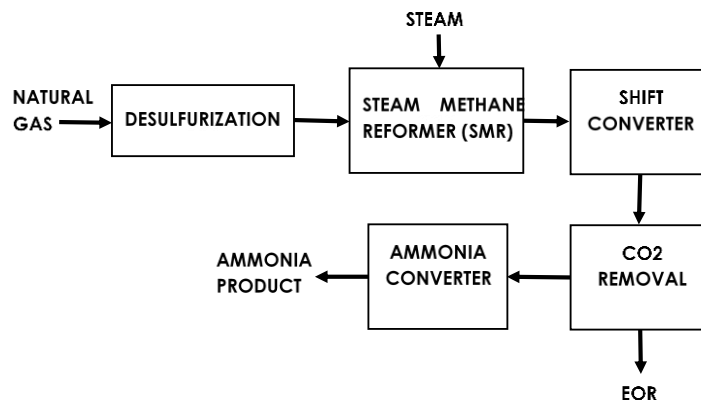 STEAM
NATURAL
GAS
DESULFURIZATION
STEAM METHANE
REFORMER (SMR)
SHIFT
CONVERTER
AMMONIA
PRODUCT
AMMONIA
CONVERTER
CO2
REMOVAL
EOR